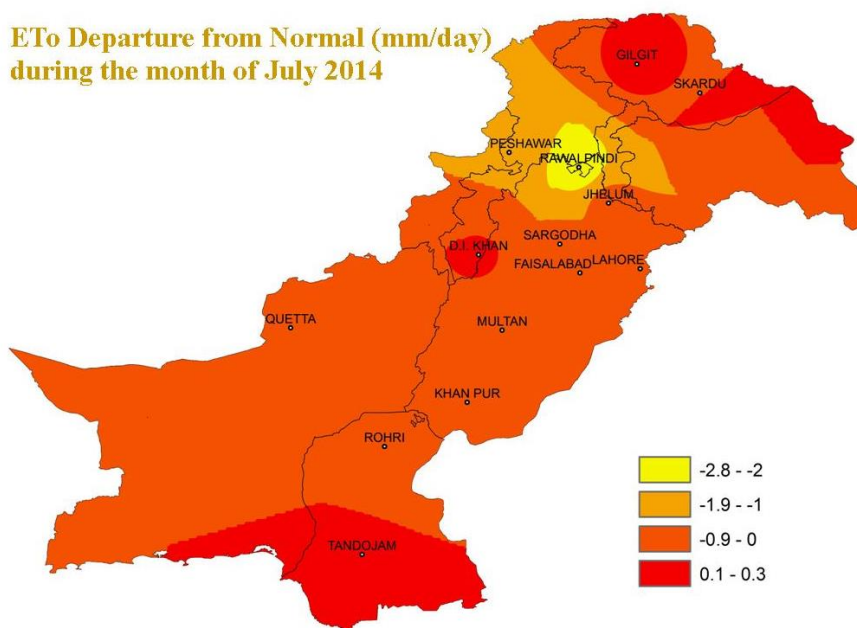 ETo Departure from Normal (mm/day)
during the month of July 2014
GILGIT
SKARDU
PESHAWAR
RAWALPINDI
JHELUM
SARGODHA
D.I. KHAN
FAISALABAD
LAHORE
QUETTA
MULTAN
KHAN PUR
ROHRI
TANDOJAM
-2.8 - -2
-1.9 - -1
-0.9 - 0
0.1 - 0.3